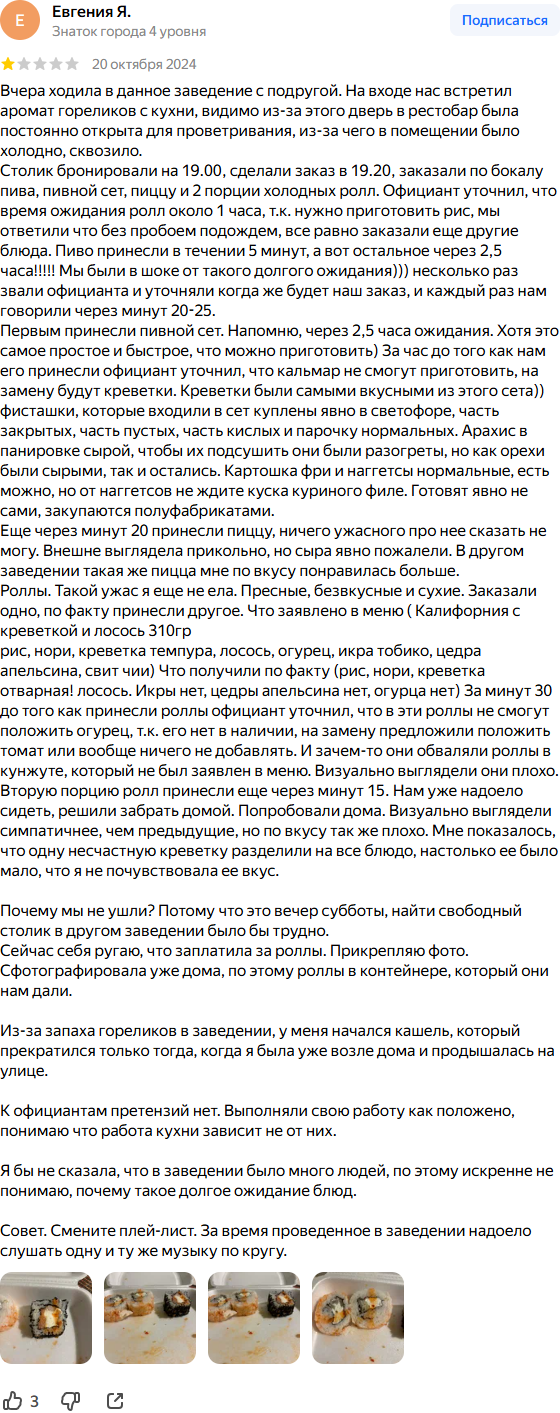 Е
Евгения Я.
Знаток города 4 уровня
Подписаться
20 октября 2024
Вчера ходила в данное заведение с подругой. На входе нас встретил
аромат гореликов с кухни, видимо из-за этого дверь в рестобар была
постоянно открыта для проветривания, из-за чего в помещении было
холодно, сквозило.
Столик бронировали на 19.00, сделали заказ в 19.20, заказали по бокалу
пива, пивной сет, пиццу и 2 порции холодных ролл. Официант уточнил, что
время ожидания ролл около 1 часа, т.к. нужно приготовить рис, мы
ответили что без пробоем подождем, все равно заказали еще другие
блюда. Пиво принесли в течении 5 минут, а вот остальное через 2,5
часа!!!!! Мы были в шоке от такого долгого ожидания))) несколько раз
звали официанта и уточняли когда же будет наш заказ, и каждый раз нам
говорили через минут 20-25.
Первым принесли пивной сет. Напомню, через 2,5 часа ожидания. Хотя это
самое простое и быстрое, что можно приготовить) За час до того как нам
его принесли официант уточнил, что кальмар не смогут приготовить, на
замену будут креветки. Креветки были самыми вкусными из этого сета))
фисташки, которые входили в сет куплены явно в светофоре, часть
закрытых, часть пустых, часть кислых и парочку нормальных. Арахис в
панировке сырой, чтобы их подсушить они были разогреты, но как орехи
были сырыми, так и остались. Картошка фри и наггетсы нормальные, есть
можно, но от наггетсов не ждите куска куриного филе. Готовят явно не
сами, закупаются полуфабрикатами.
Еще через минут 20 принесли пиццу, ничего ужасного про нее сказать не
могу. Внешне выглядела прикольно, но сыра явно пожалели. В другом
заведении такая же пицца мне по вкусу понравилась больше.
Роллы. Такой ужас я еще не ела. Пресные, безвкусные и сухие. Заказали
одно, по факту принесли другое. Что заявлено в меню ( Калифорния с
креветкой и лосось 310гр
рис, нори, креветка темпура, лосось, огурец, икра тобико, цедра
апельсина, свит чии) Что получили по факту (рис, нори, креветка
отварная! лосось. Икры нет, цедры апельсина нет, огурца нет) За минут 30
до того как принесли роллы официант уточнил, что в эти роллы не смогут
положить огурец, т.к. его нет в наличии, на замену предложили положить
томат или вообще ничего не добавлять. И зачем-то они обваляли роллы в
кунжуте, который не был заявлен в меню. Визуально выглядели они плохо.
Вторую порцию ролл принесли еще через минут 15. Нам уже надоело
сидеть, решили забрать домой. Попробовали дома. Визуально выглядели
симпатичнее, чем предыдущие, но по вкусу так же плохо. Мне показалось,
что одну несчастную креветку разделили на все блюдо, настолько ее было
мало, что я не почувствовала ее вкус.
Почему мы не ушли? Потому что это вечер субботы, найти свободный
столик в другом заведении было бы трудно.
Сейчас себя ругаю, что заплатила за роллы. Прикрепляю фото.
Сфотографировала уже дома, по этому роллы в контейнере, который они
нам дали.
Из-за запаха гореликов в заведении, у меня начался кашель, который
прекратился только тогда, когда я была уже возле дома и продышалась на
улице.
К официантам претензий нет. Выполняли свою работу как положено,
понимаю что работа кухни зависит не от них.
Я бы не сказала, что в заведении было много людей, по этому искренне не
понимаю, почему такое долгое ожидание блюд.
Совет. Смените плей-лист. За время проведенное в заведении надоело
слушать одну и ту же музыку по кругу.
3